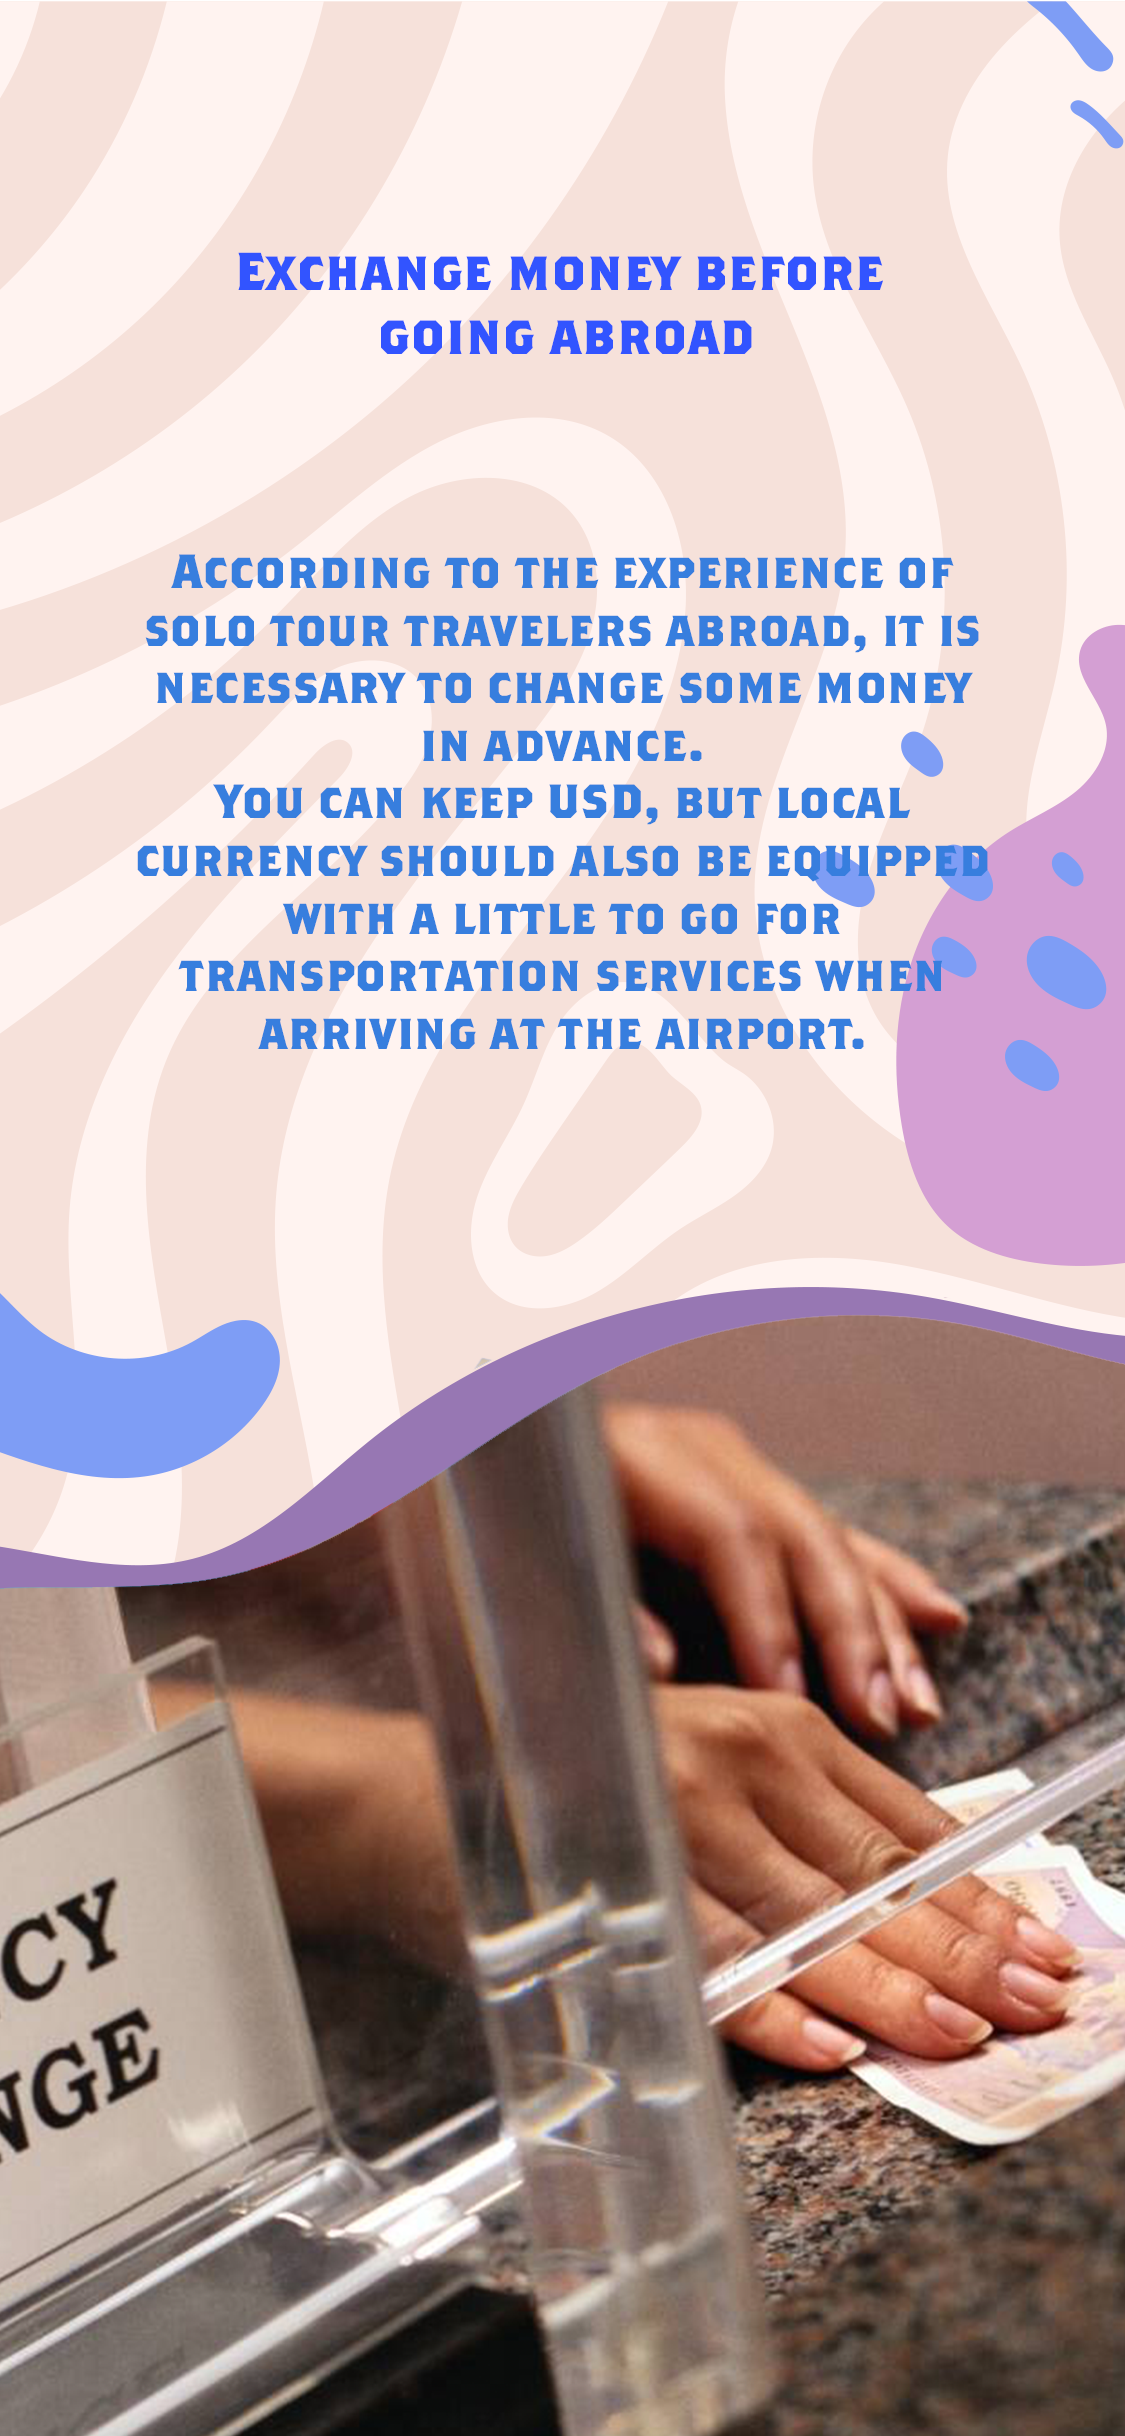 Exchange money before
going abroad
According to the experience of
solo tour travelers abroad, it is
necessary to change some money
in advance.
You can keep USD, but local
currency should also be equipped
with a little to go for
transportation services when
arriving at the airport.
CY
NGE